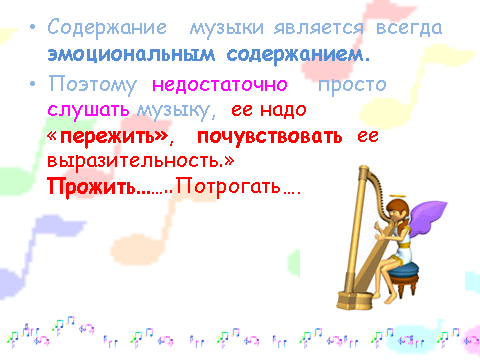 • Содержание музыки является всегда
эмоциональным содержанием.
• Поэтому недостаточно просто
слушать музыку, ее надо
«пережить», почувствовать ее
выразительность.»
Прожить……..Потрогать….